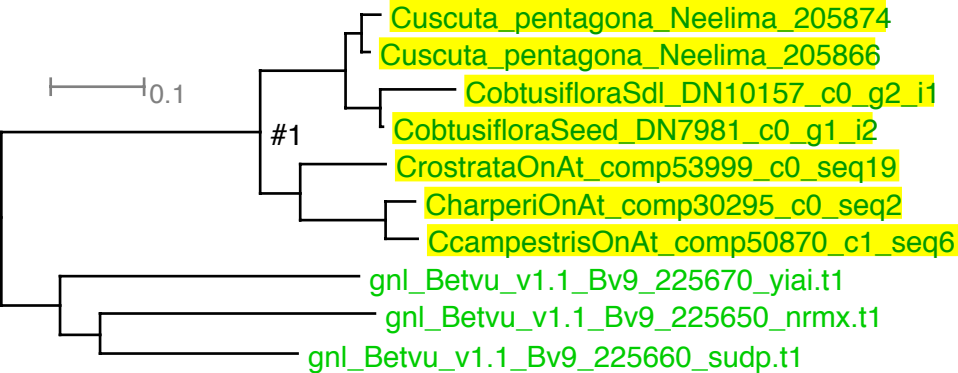 Cuscuta_pentagona_Neelima_205874
Cuscuta_pentagona_Neelima_205866
0.1
CobtusifloraSdl_DN10157_c0_g2_i1
#1
CobtusifloraSeed_DN7981_c0_g1_i2
CrostrataOnAt_comp53999_c0_seq19
CharperiOnAt_comp30295_c0_seq2
CcampestrisOnAt_comp50870_c1_seq6
gnl_Betvu_v1.1_Bv9_225670_yiai.t1
gnl_Betvu_v1.1_Bv9_225650_nrmx.t1
gnl_Betvu_v1.1_Bv9_225660_sudp.t1